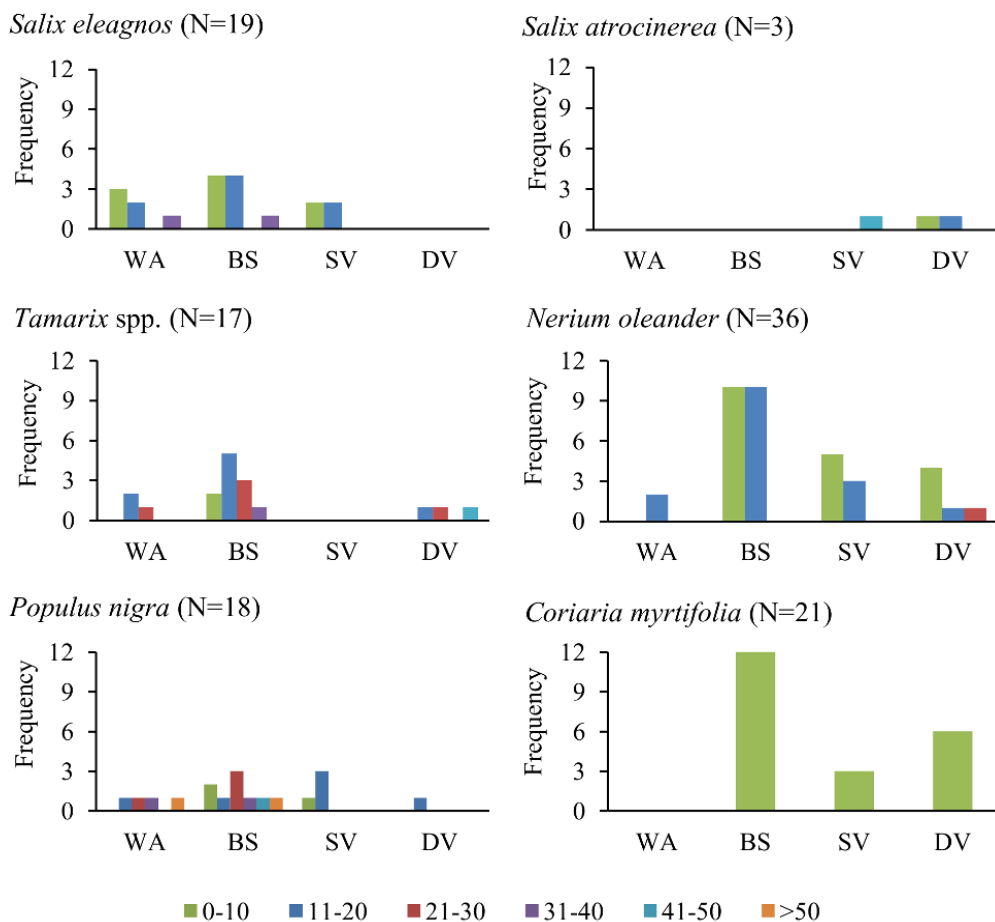 Salix eleagnos (N=19)
Frequency
12
9
6
3
0
WA BS SV DV
Salix atrocinerea (N=3)
Frequency
12
9
6
3
0
WA BS SV DV
Tamarix spp. (N=17)
Frequency
12
9
6
3
0
WA BS SV DV
Nerium oleander (N=36)
Frequency
12
9
6
3
0
WA BS SV DV
Populus nigra (N=18)
Frequency
12
9
6
3
0
WA BS SV DV
Coriaria myrtifolia (N=21)
Frequency
12
9
6
3
0
WA BS SV DV
0-10 11-20 21-30 31-40 41-50 >50